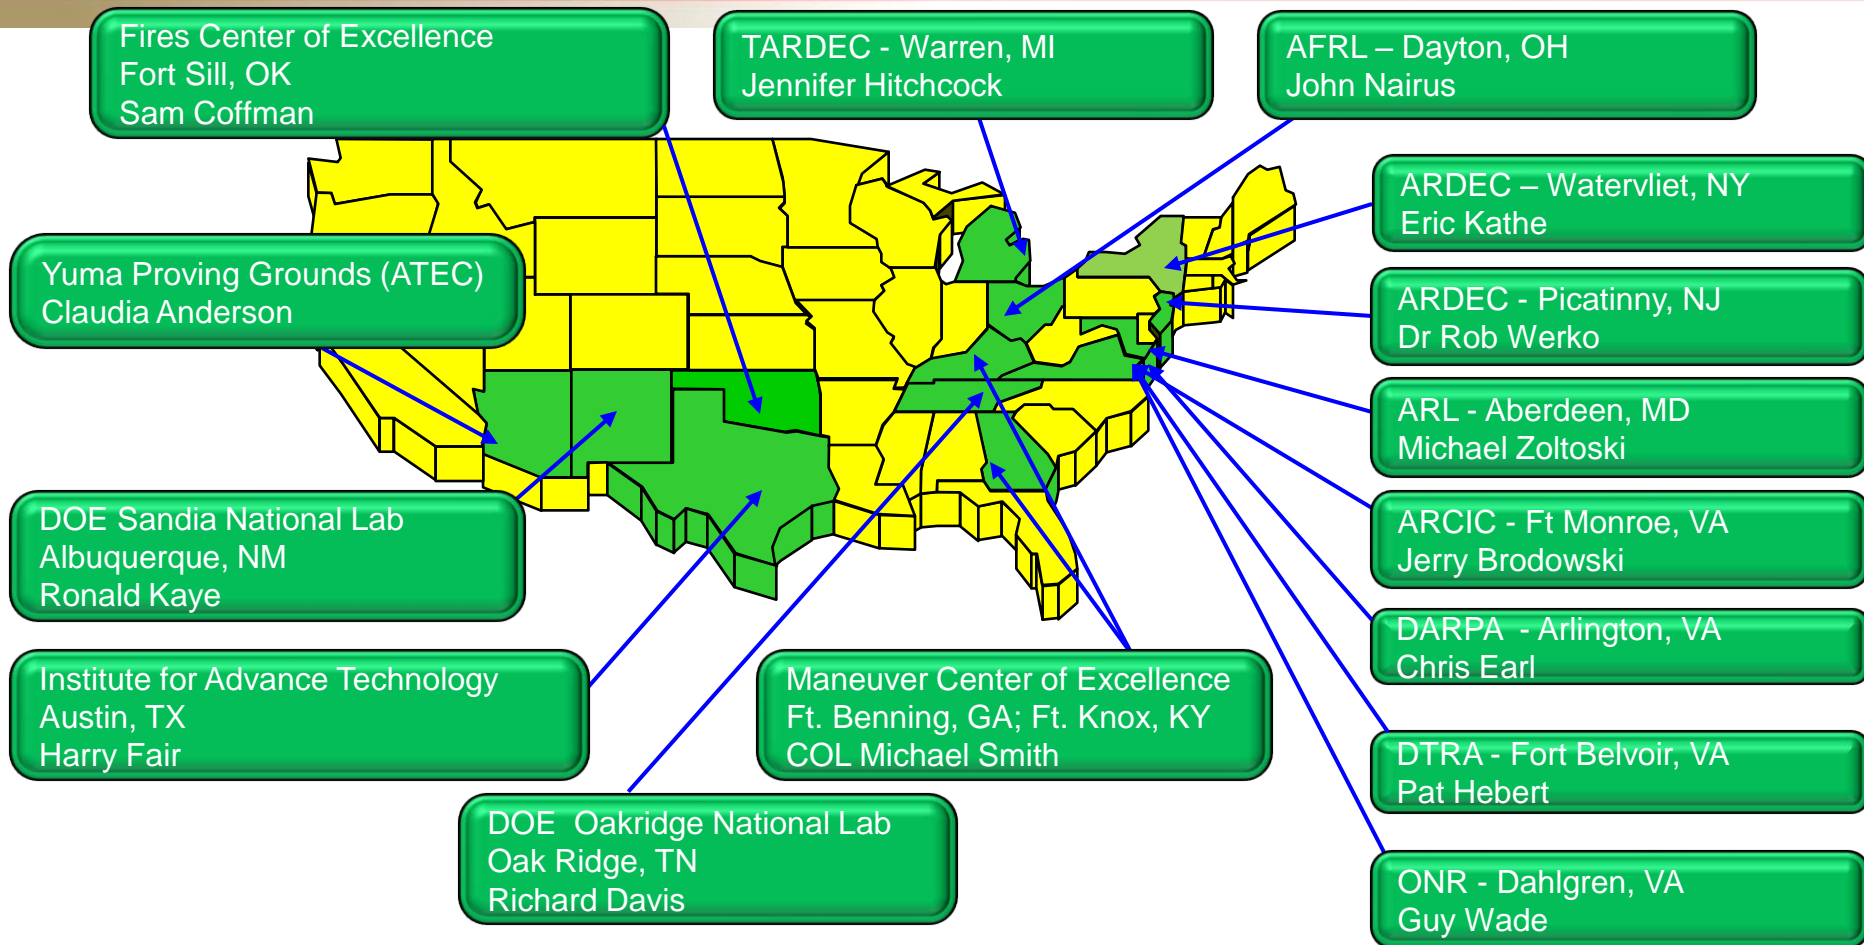 Fires Center of Excellence
Fort Sill, OK
Sam Coffman
TARDEC - Warren, MI
Jennifer Hitchcock
AFRL – Dayton, OH
John Nairus
ARDEC – Watervliet, NY
Eric Kathe
Yuma Proving Grounds (ATEC)
Claudia Anderson
ARDEC - Picatinny, NJ
Dr Rob Werko
ARL - Aberdeen, MD
Michael Zoltoski
DOE Sandia National Lab
Albuquerque, NM
Ronald Kaye
ARCIC - Ft Monroe, VA
Jerry Brodowski
DARPA  - Arlington, VA
Chris Earl
Institute for Advance Technology
Austin, TX
Harry Fair
Maneuver Center of Excellence
Ft. Benning, GA; Ft. Knox, KY
COL Michael Smith
DTRA - Fort Belvoir, VA
Pat Hebert
DOE  Oakridge National Lab
Oak Ridge, TN
Richard Davis
ONR - Dahlgren, VA
Guy Wade